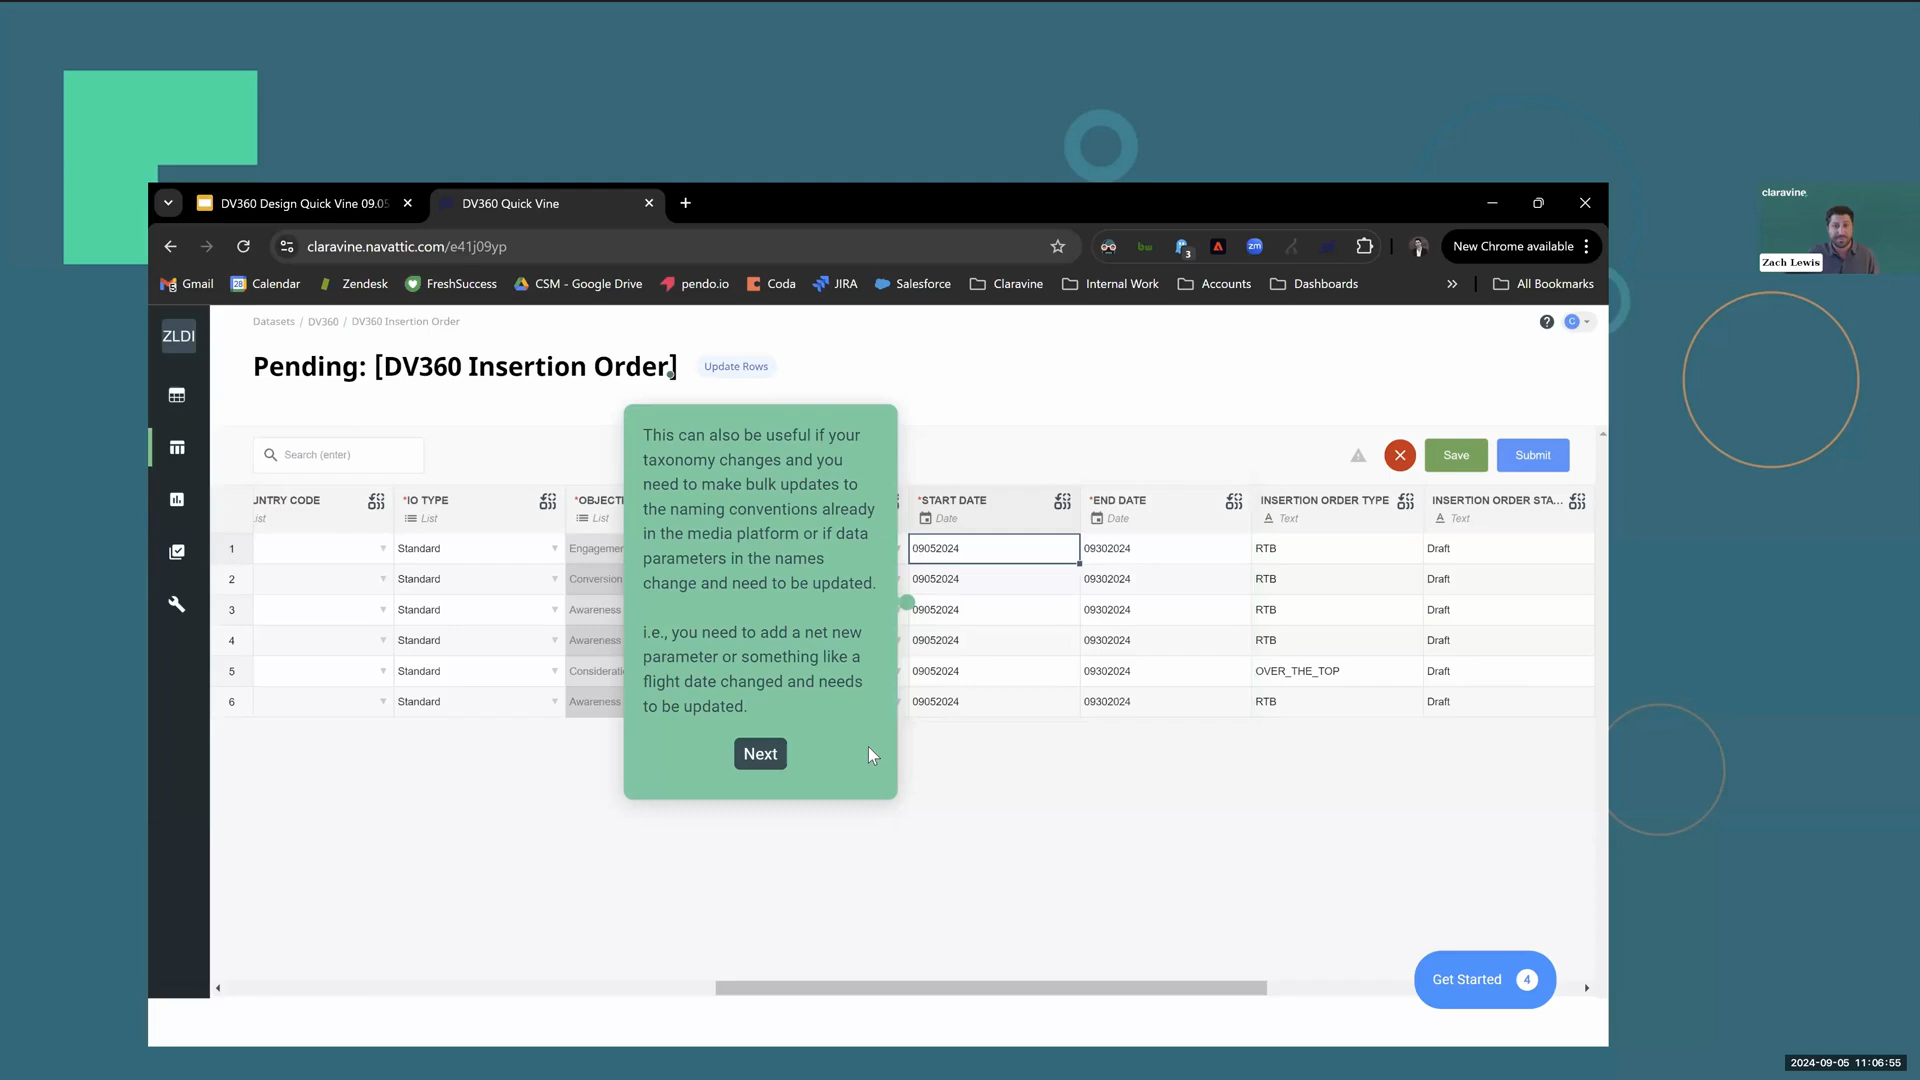 DV360 Design Quick Vine 09.05
DV360 Quick Vine
claravine.navattic.com/e41j09yp
bw
3
A
zm
New Chrome available
Gmail
28
Calendar
Zendesk
FreshSuccess
CSM - Google Drive
pendo.io
Coda
JIRA
Salesforce
Claravine
Internal Work
Accounts
Dashboards
All Bookmarks
claravine
Zach Lewis
ZLDI
Datasets / DV360 / DV360 Insertion Order
C
Pending: [DV360 Insertion Order]
Update Rows
Search (enter)
Save
Submit
This can also be useful if your
taxonomy changes and you
need to make bulk updates to
the naming conventions already
in the media platform or if data
parameters in the names
change and need to be updated.
i.e., you need to add a net new
parameter or something like a
flight date changed and needs
to be updated.
Next
UNTRY CODE *IO TYPE *OBJECTI *START DATE *END DATE INSERTION ORDER TYPE INSERTION ORDER STA...
ist List List Date Date Text Text
1 Standard Engagemen 09052024 09302024 RTB Draft
2 Standard Conversion 09052024 09302024 RTB Draft
3 Standard Awareness 09052024 09302024 RTB Draft
4 Standard Awareness 09052024 09302024 RTB Draft
5 Standard Considerati 09052024 09302024 OVER_THE_TOP Draft
6 Standard Awareness 09052024 09302024 RTB Draft
Get Started 4
2024-09-05 11:06:55